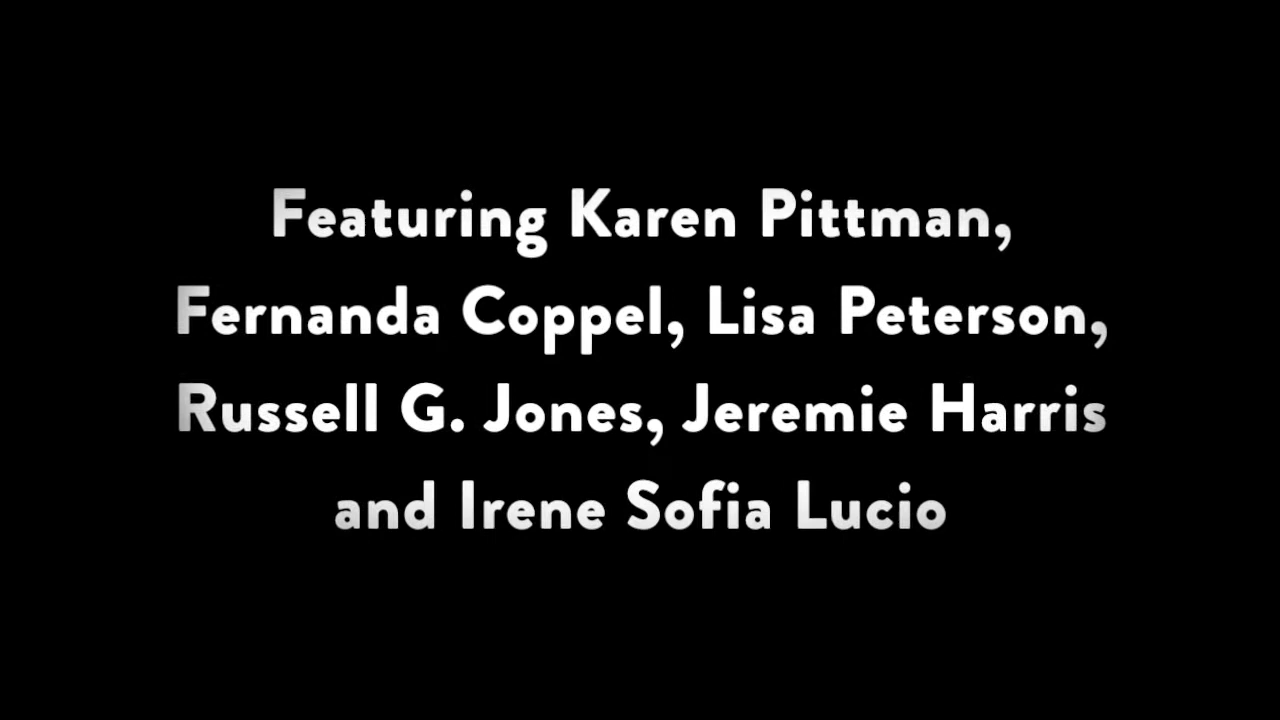 Featuring Karen Pittman,
Fernanda Coppel, Lisa Peterson,
Russell G. Jones, Jeremie Harris
and Irene Sofia Lucio